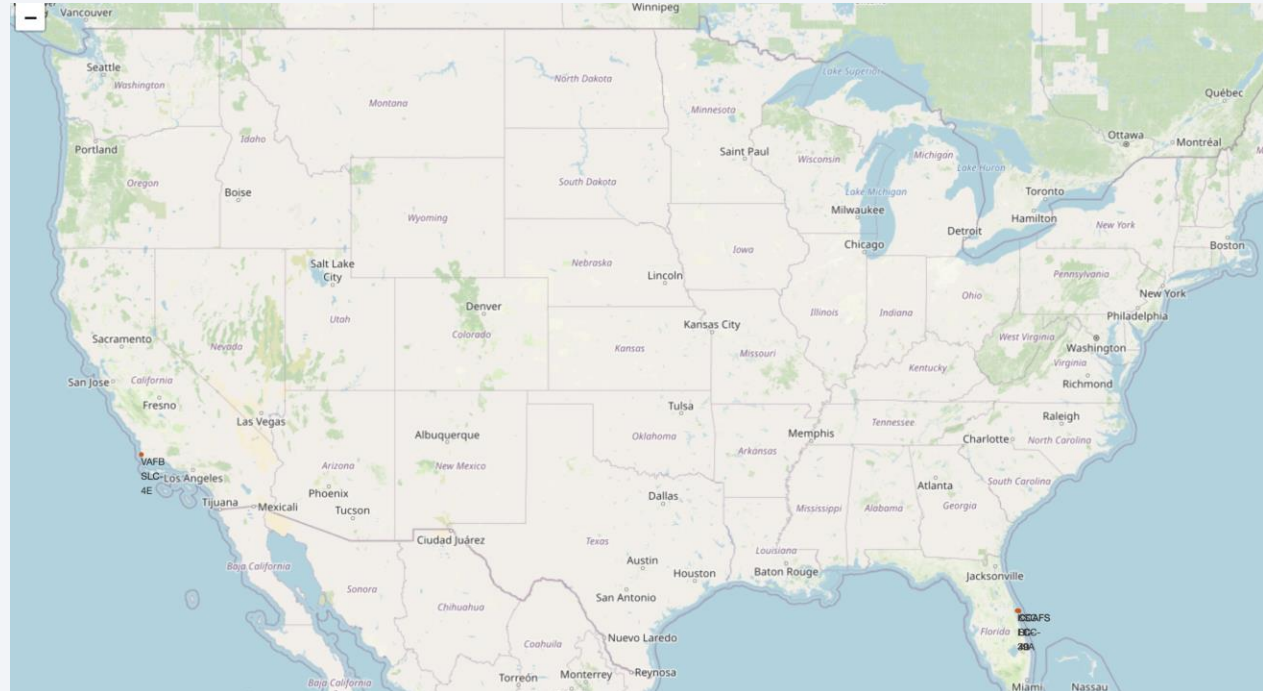 −
Vancouver
Winnipeg
Seattle
Washington
North Dakota
Lake Superior
Montana
Minnesota
Québec
Ottawa
Montréal
Portland
Idaho
Saint Paul
Wisconsin
Michigan
Lake Huron
Oregon
Boise
South Dakota
Lake Michigan
Toronto
Wyoming
Milwaukee
Hamilton
New York
Detroit
Chicago
Boston
Iowa
Salt Lake
City
Nebraska
Lincoln
Pennsylvania
New York
Denver
Ohio
Utah
Illinois
Indiana
Philadelphia
Colorado
Kansas City
Sacramento
Nevada
Kansas
Missouri
West Virginia
Washington
Virginia
San Jose
California
Kentucky
Richmond
Fresno
Las Vegas
Tulsa
Raleigh
Albuquerque
Oklahoma
Memphis
Tennessee
Charlotte
North Carolina
VAFB
SLC-
4E
Los Angeles
Arizona
New Mexico
Arkansas
Atlanta
South Carolina
Phoenix
Tijuana
Mexicali
Tucson
Dallas
Mississippi
Alabama
Georgia
Ciudad Juárez
Texas
Louisiana
Baja California
Austin
Houston
Baton Rouge
Jacksonville
Sonora
San Antonio
Chihuahua
Florida
Coahuila
Nuevo Laredo
Reynosa
Baja California
Torreón
Monterrey
Miami
Nassau